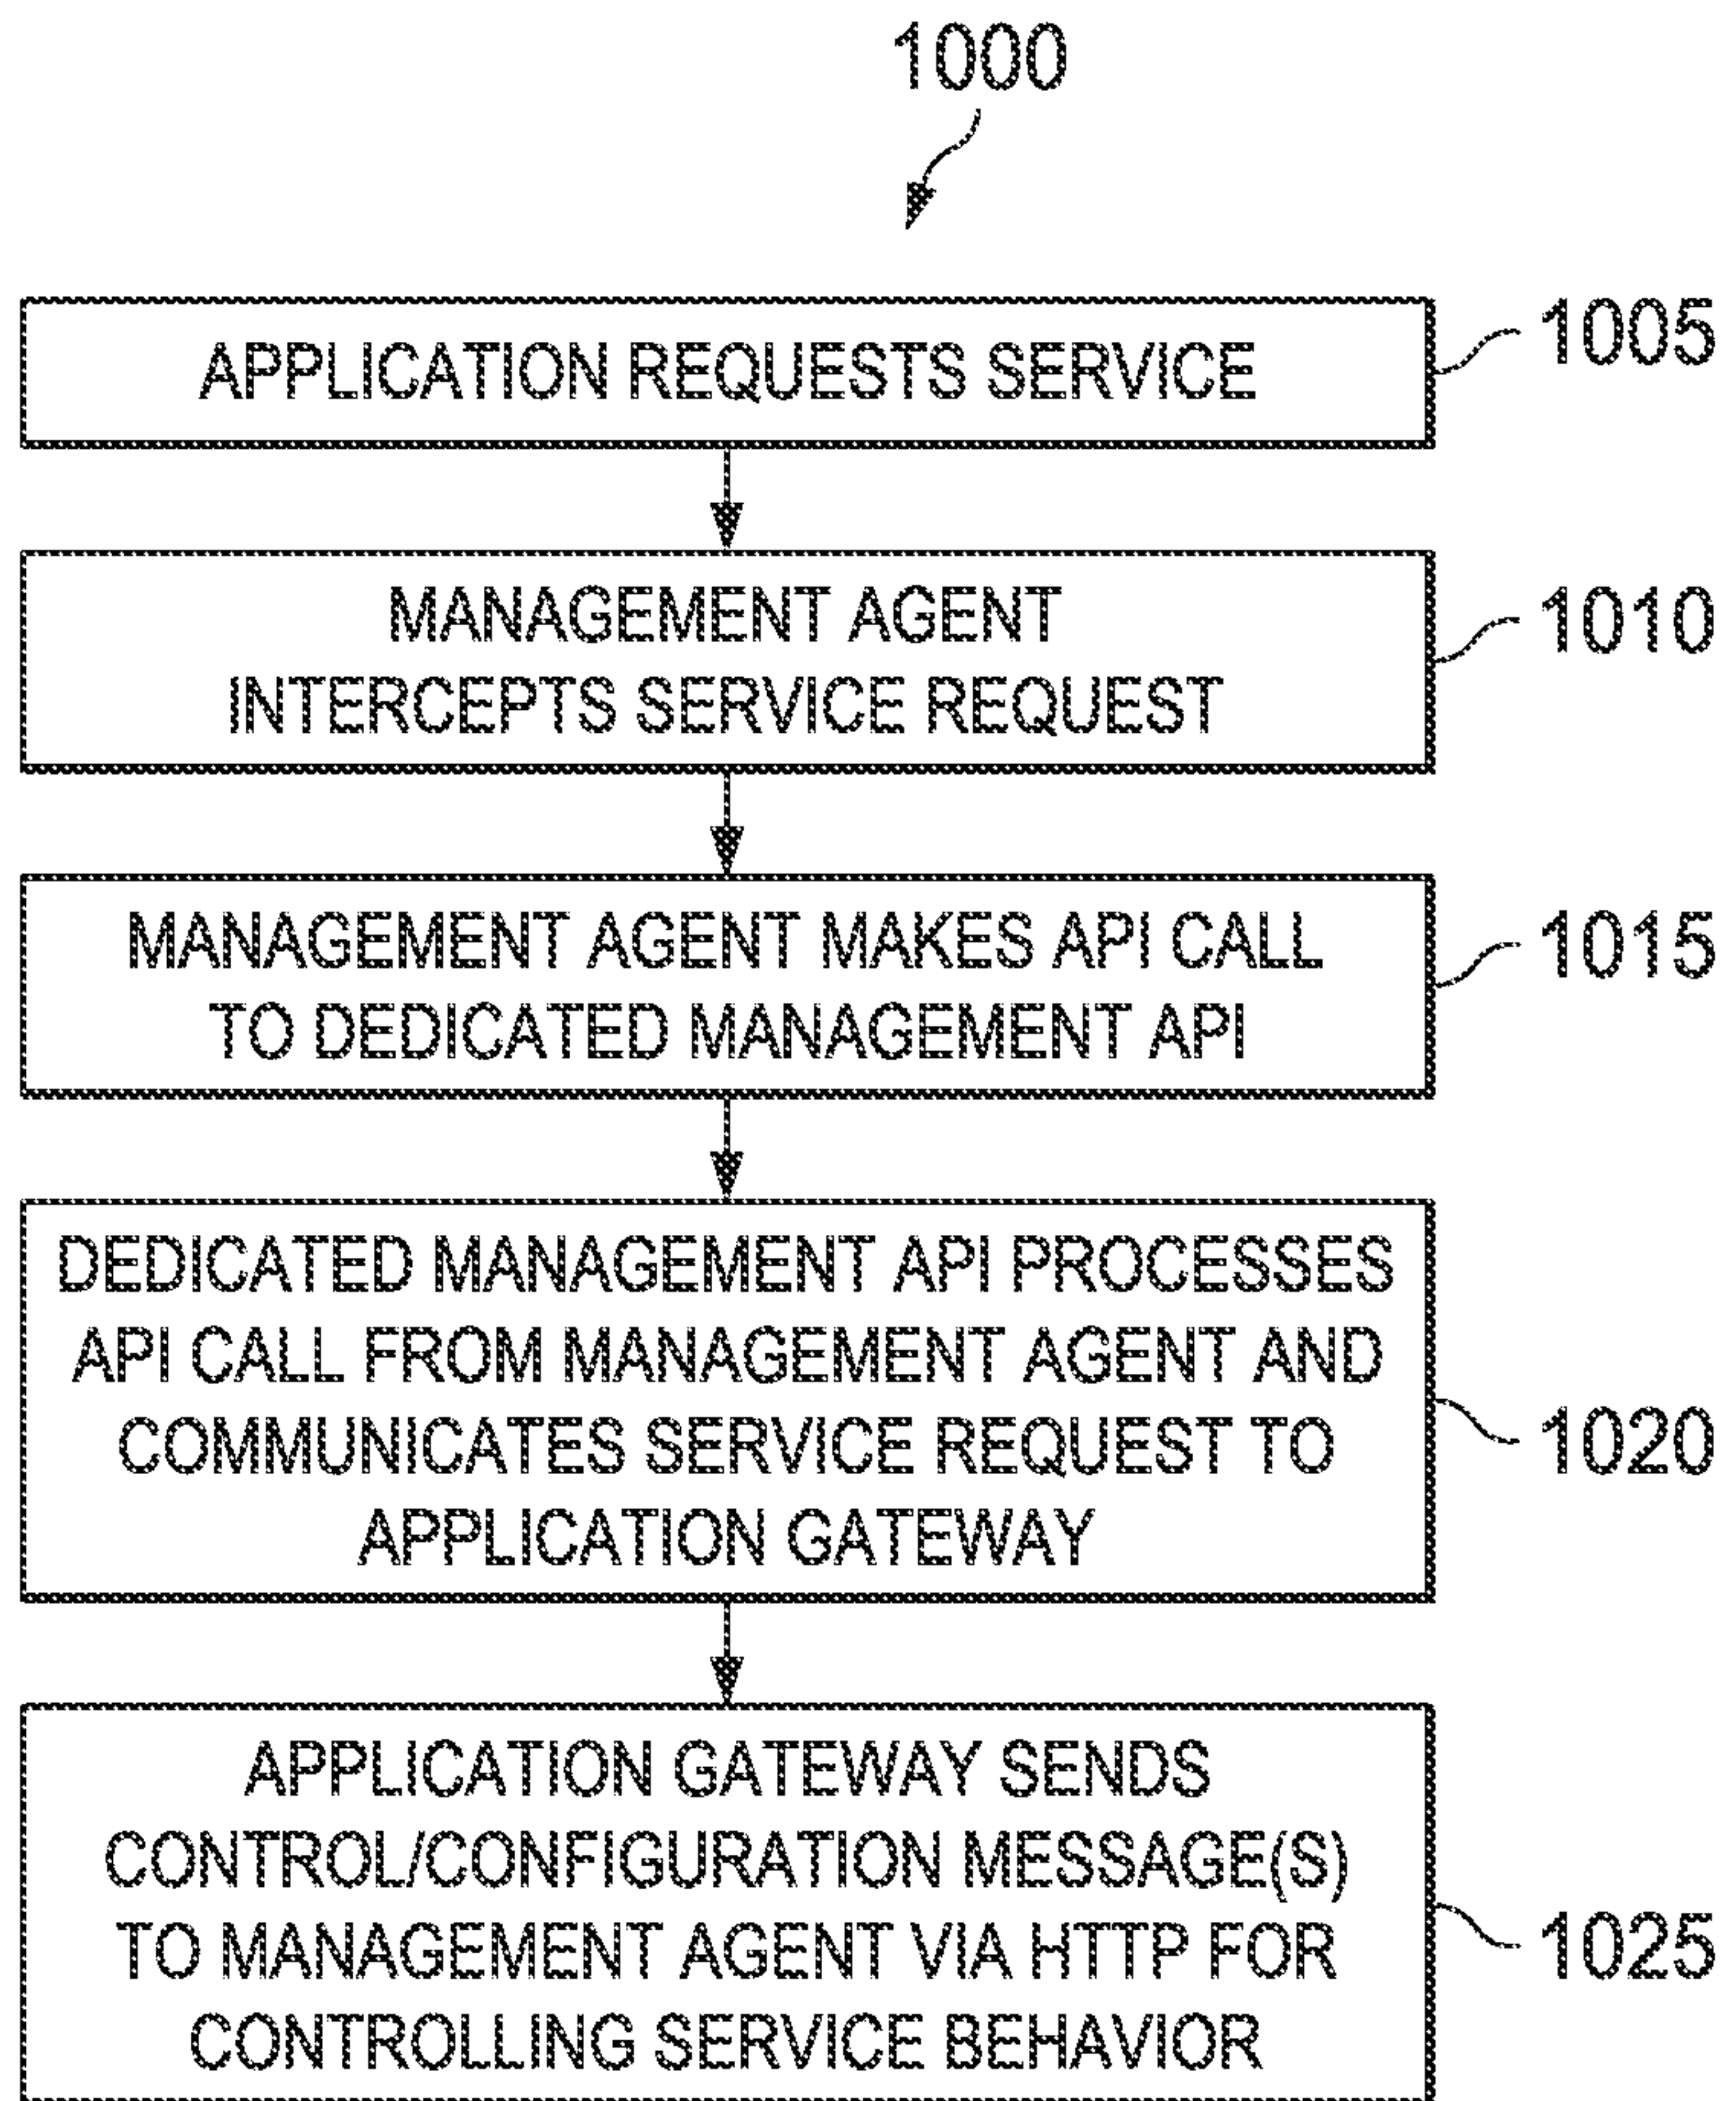 1000
APPLICATION REQUESTS SERVICE
1005
MANAGEMENT AGENT
INTERCEPTS SERVICE REQUEST
1010
MANAGEMENT AGENT MAKES API CALL
TO DEDICATED MANAGEMENT API
1015
DEDICATED MANAGEMENT API PROCESSES
API CALL FROM MANAGEMENT AGENT AND
COMMUNICATES SERVICE REQUEST TO
APPLICATION GATEWAY
1020
APPLICATION GATEWAY SENDS
CONTROL/CONFIGURATION MESSAGE(S)
TO MANAGEMENT AGENT VIA HTTP FOR
CONTROLLING SERVICE BEHAVIOR
1025